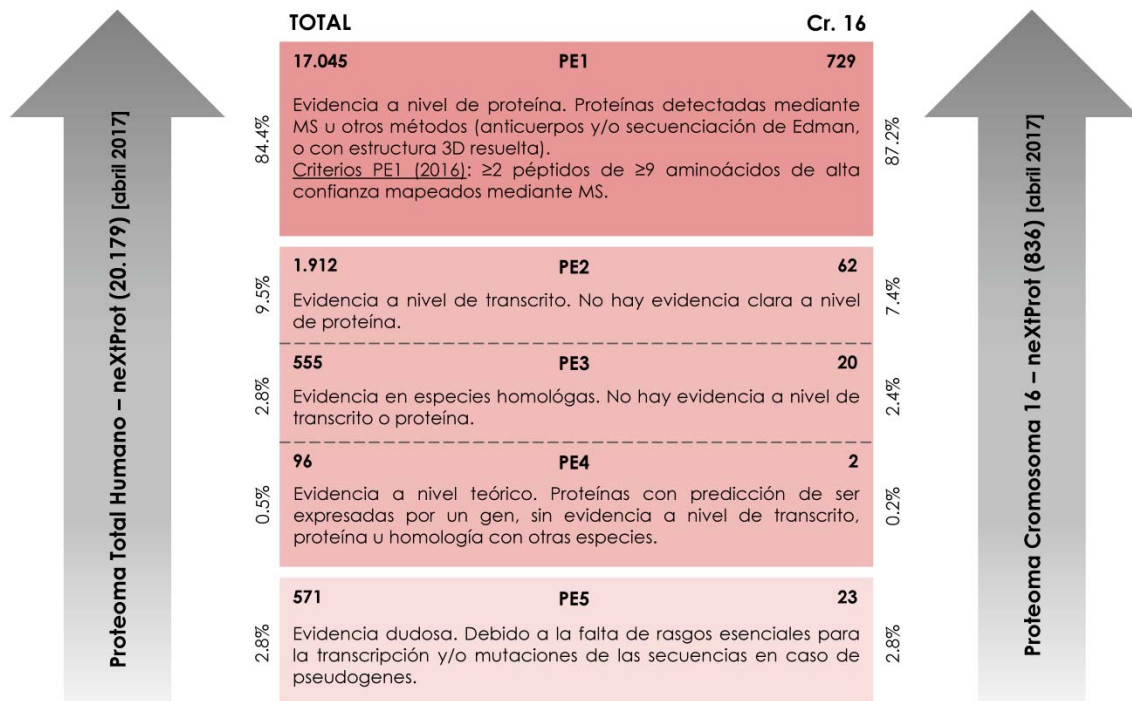 TOTAL Cr. 16
Proteoma Total Humano – neXtProt (20.179) [abril 2017]
84.4%
17.045 PE1 729
Evidencia a nivel de proteína. Proteínas detectadas mediante
MS u otros métodos (anticuerpos y/o secuenciación de Edman,
o con estructura 3D resuelta).
Criterios PE1 (2016): ≥2 péptidos de ≥9 aminoácidos de alta
confianza mapeados mediante MS.
87.2%
9.5%
1.912 PE2 62
Evidencia a nivel de transcrito. No hay evidencia clara a nivel
de proteína.
7.4%
2.8%
555 PE3 20
Evidencia en especies homológas. No hay evidencia a nivel de
transcrito o proteína.
2.4%
0.5%
96 PE4 2
Evidencia a nivel teórico. Proteínas con predicción de ser
expresadas por un gen, sin evidencia a nivel de transcrito,
proteína u homología con otras especies.
0.2%
2.8%
571 PE5 23
Evidencia dudosa. Debido a la falta de rasgos esenciales para
la transcripción y/o mutaciones de las secuencias en caso de
pseudogenes.
2.8%
Proteoma Cromosoma 16 – neXtProt (836) [abril 2017]